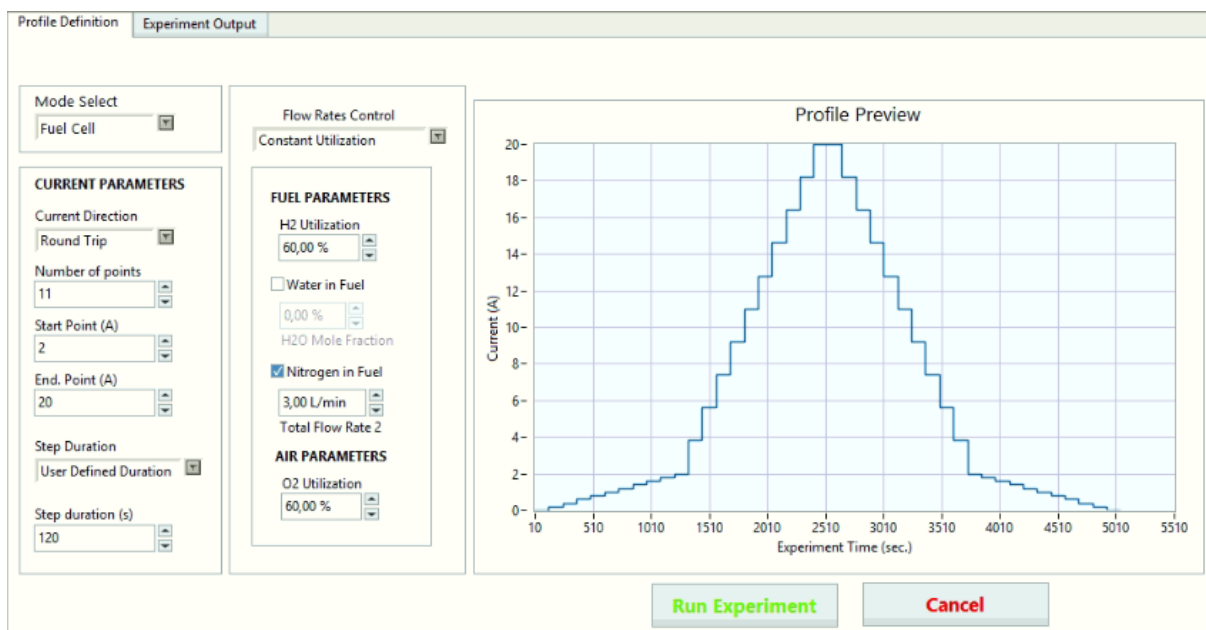 Profile Definition
Experiment Output
Mode Select
Fuel Cell
CURRENT PARAMETERS
Current Direction
Round Trip
Number of points
11
Start Point (A)
2
End. Point (A)
20
Step Duration
User Defined Duration
Step duration (s)
120
Flow Rates Control
Constant Utilization
FUEL PARAMETERS
H2 Utilization
60,00 %
Water in Fuel
0,00 %
H2O Mole Fraction
Nitrogen in Fuel
3,00 L/min
Total Flow Rate 2
AIR PARAMETERS
O2 Utilization
60,00 %
Profile Preview
Current (A)
20
18
16
14
12
10
8
6
4
2
0
10 510 1010 1510 2010 2510 3010 3510 4010 4510 5010 5510
Experiment Time (sec.)
Run Experiment
Cancel